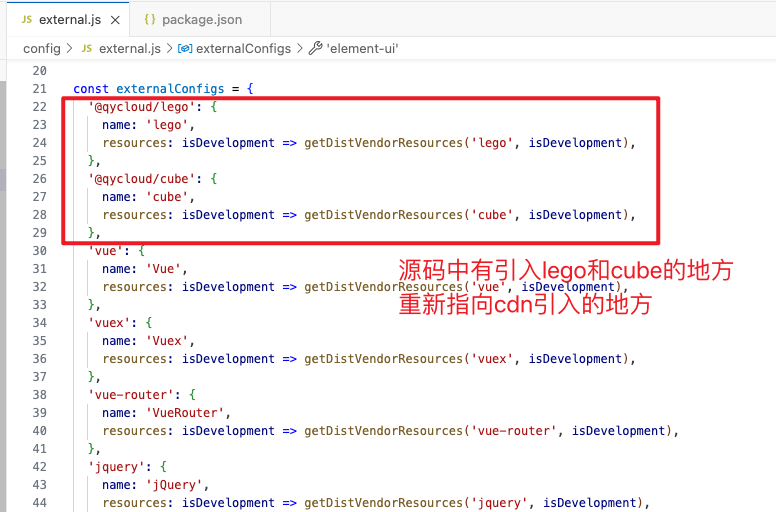 JS external.js ×
{} package.json
config > JS external.js > externalConfigs > 'element-ui'
20
21 const externalConfigs = {
22 '@qycloud/lego': {
23 name: 'lego',
24 resources: isDevelopment => getDistVendorResources('lego', isDevelopment),
25 },
26 '@qycloud/cube': {
27 name: 'cube',
28 resources: isDevelopment => getDistVendorResources('cube', isDevelopment),
29 },
30 'vue': {
31 name: 'Vue',
32 resources: isDevelopment => getDistVendorResources('vue', isDevelopment),
33 },
34 'vuex': {
35 name: 'Vuex',
36 resources: isDevelopment => getDistVendorResources('vuex', isDevelopment),
37 },
38 'vue-router': {
39 name: 'VueRouter',
40 resources: isDevelopment => getDistVendorResources('vue-router', isDevelopment),
41 },
42 'jquery': {
43 name: 'jQuery',
44 resources: isDevelopment => getDistVendorResources('jquery', isDevelopment),
源码中有引入lego和cube的地方
重新指向cdn引入的地方